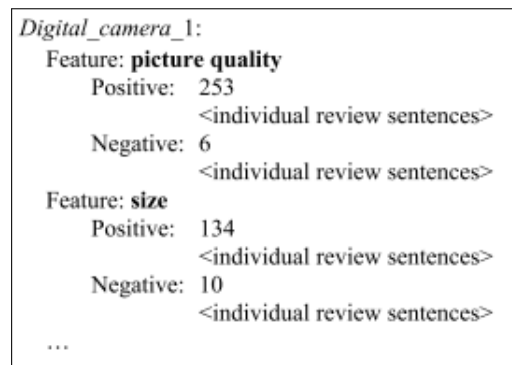 Digital_camera_1:
Feature: picture quality
Positive: 253
<individual review sentences>
Negative: 6
<individual review sentences>
Feature: size
Positive: 134
<individual review sentences>
Negative: 10
<individual review sentences>
…